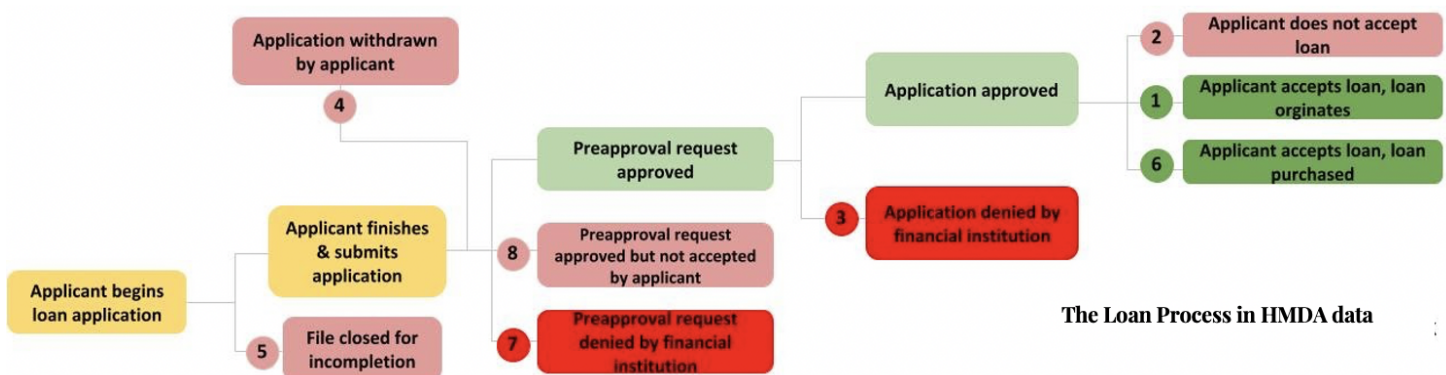 Application withdrawn
by applicant
4
Applicant begins
loan application
Applicant finishes
& submits
application
5
File closed for
incompletion
Preapproval request
approved
8
Preapproval request
approved but not accepted
by applicant
7
Preapproval request
denied by financial
institution
Application approved
3
Application denied by
financial institution
2
Applicant does not accept
loan
1
Applicant accepts loan, loan
orginates
6
Applicant accepts loan, loan
purchased
The Loan Process in HMDA data